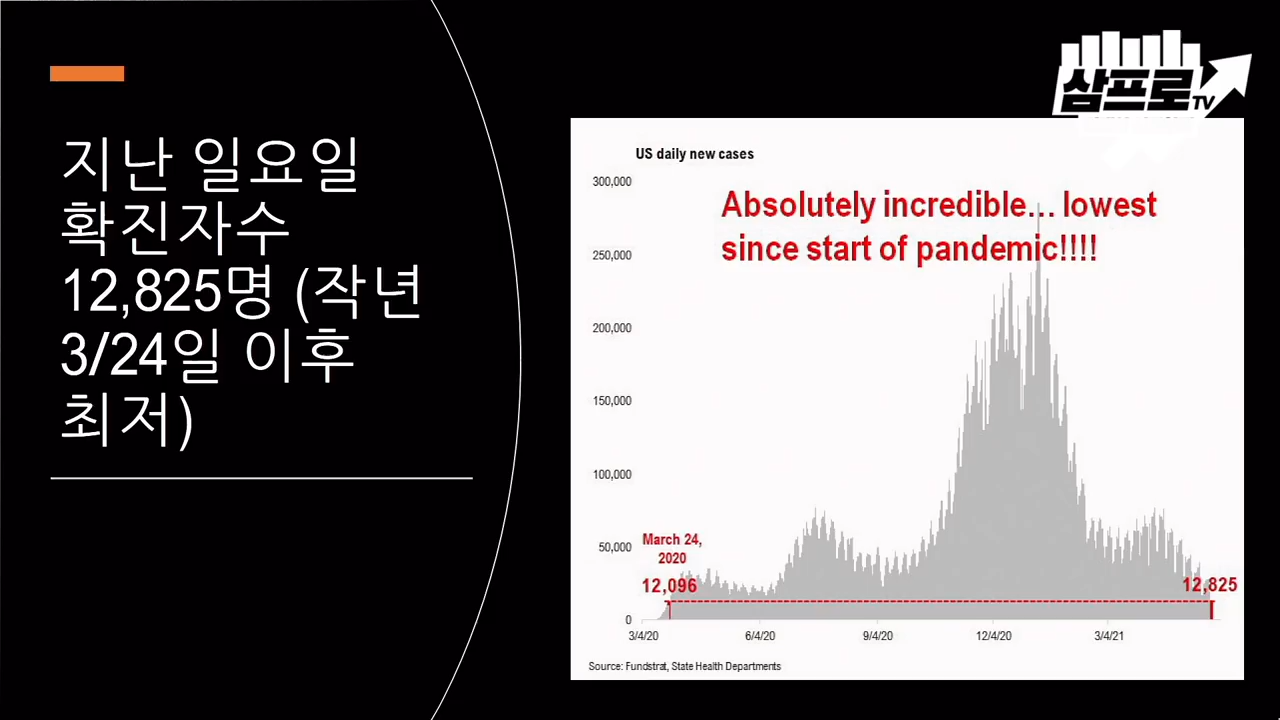 삼프로TV
지난 일요일
확진자수
12,825명 (작년
3/24일 이후
최저)
US daily new cases
Absolutely incredible… lowest
since start of pandemic!!!!
300,000
250,000
200,000
150,000
100,000
50,000
0
March 24,
2020
12,096
12,825
3/4/20
6/4/20
9/4/20
12/4/20
3/4/21
Source: Fundstrat, State Health Departments